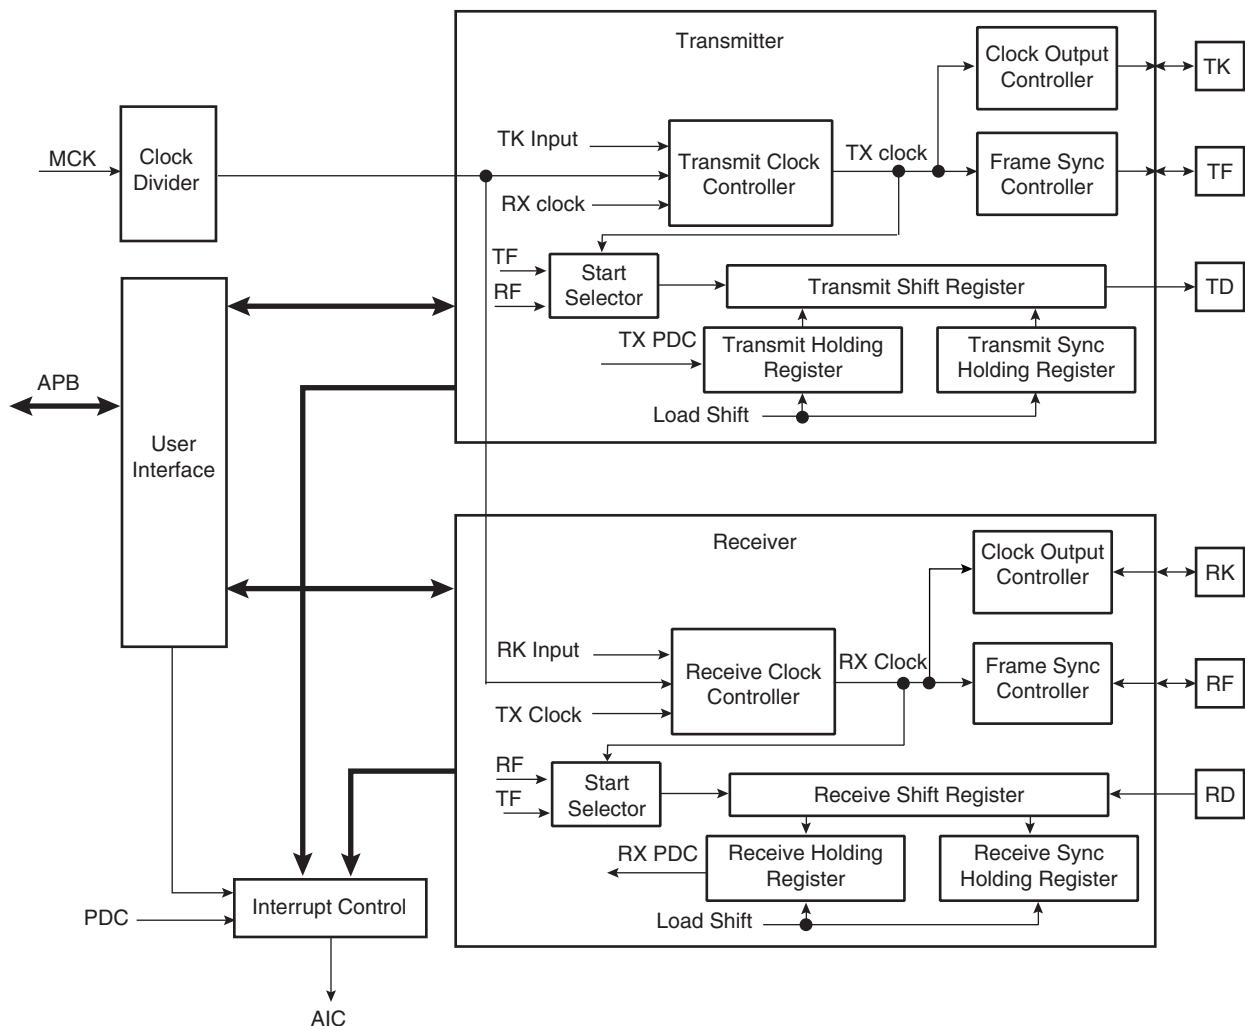 Transmitter
Clock Output
Controller
TK
MCK
Clock
Divider
TK Input
RX clock
Transmit Clock
Controller
TX clock
Frame Sync
Controller
TF
TF
RF
Start
Selector
Transmit Shift Register
TD
TX PDC
Transmit Holding
Register
Transmit Sync
Holding Register
Load Shift
APB
User
Interface
Receiver
Clock Output
Controller
RK
RK Input
TX Clock
Receive Clock
Controller
RX Clock
Frame Sync
Controller
RF
RF
TF
Start
Selector
Receive Shift Register
RD
RX PDC
Receive Holding
Register
Receive Sync
Holding Register
Load Shift
PDC
Interrupt Control
AIC